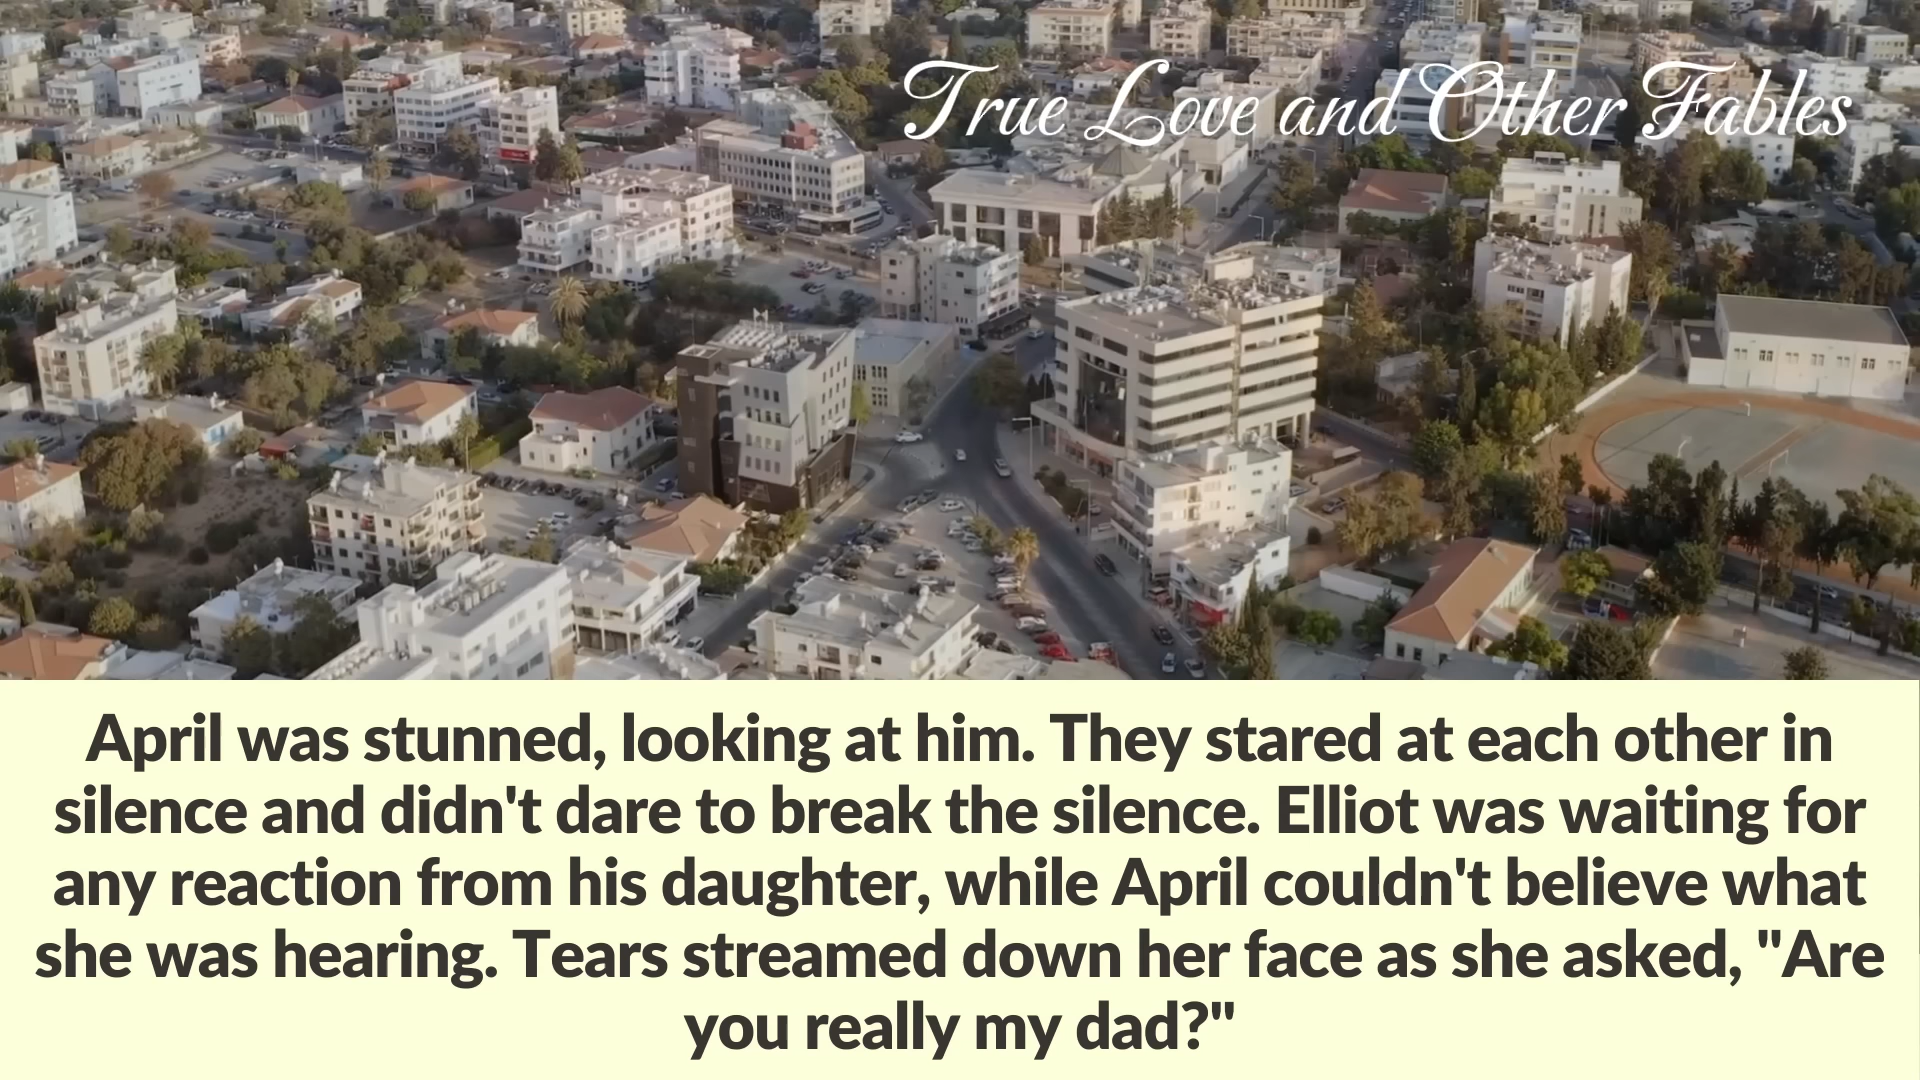 True Love and Other Fables
April was stunned, looking at him. They stared at each other in
silence and didn't dare to break the silence. Elliot was waiting for
any reaction from his daughter, while April couldn't believe what
she was hearing. Tears streamed down her face as she asked, "Are
you really my dad?"